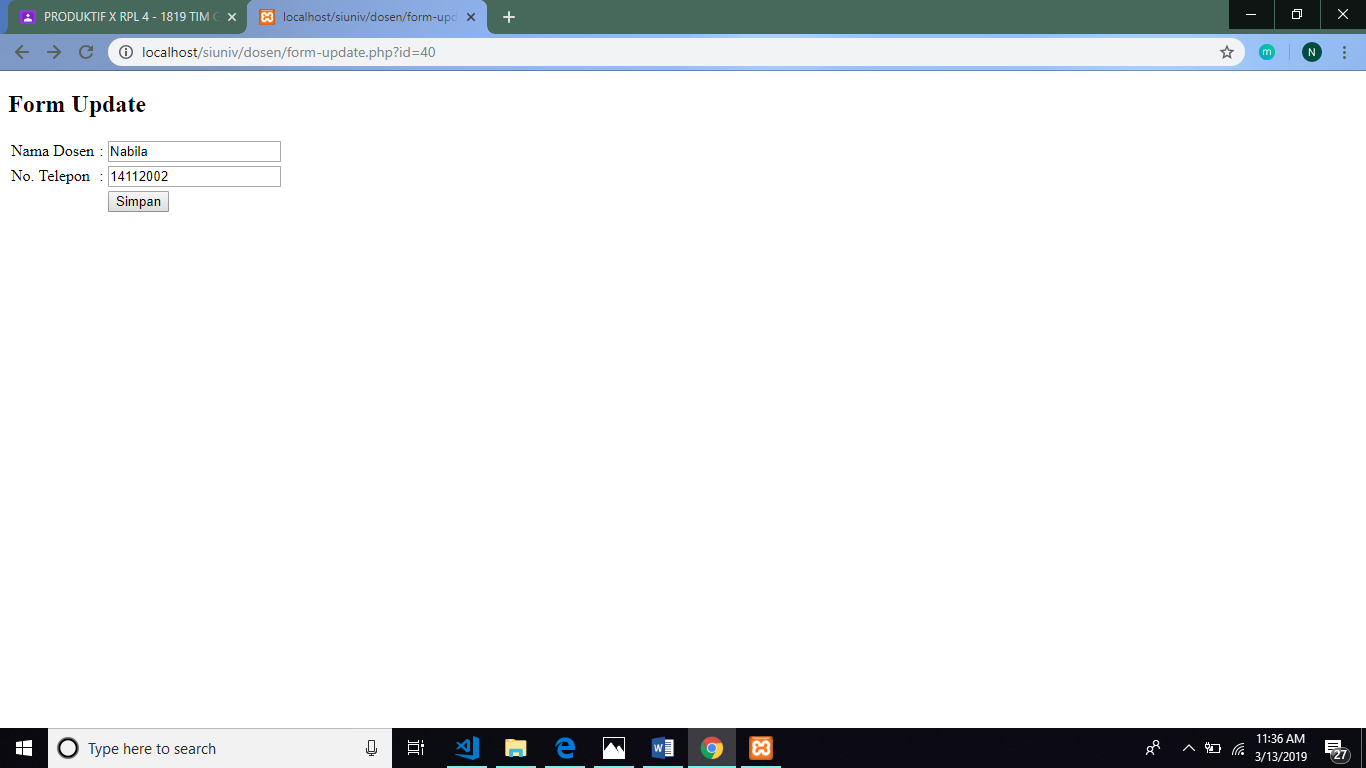 PRODUKTIF X RPL 4 - 1819 TIM
localhost/siuniv/dosen/form-upd
localhost/siuniv/dosen/form-update.php?id=40
m
N
Form Update
Nama Dosen : Nabila
No. Telepon : 14112002
Simpan
Type here to search
11:36 AM
3/13/2019
27